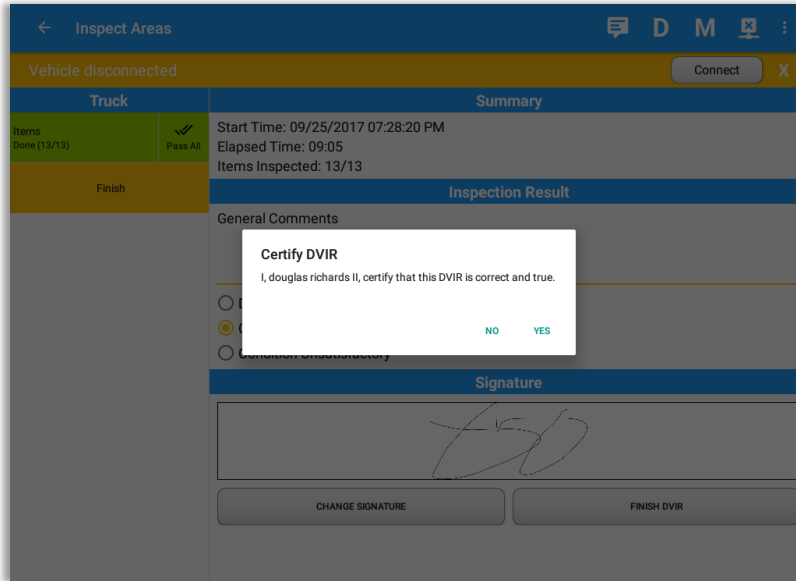 Inspect Areas
D M
Vehicle disconnected
Connect X
Truck
Summary
Items
Done (13/13)
Pass All
Start Time: 09/25/2017 07:28:20 PM
Elapsed Time: 09:05
Items Inspected: 13/13
Finish
Inspection Result
General Comments
Certify DVIR
I, douglas richards II, certify that this DVIR is correct and true.
NO YES
Condition Unsatisfactory
Signature
CHANGE SIGNATURE
FINISH DVIR